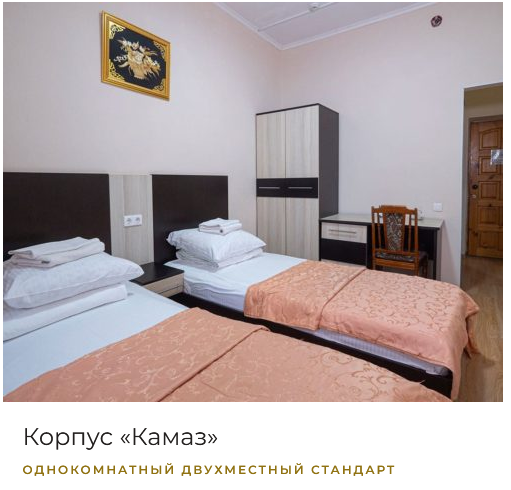 Корпус «Камаз»
ОДНОКОМНАТНЫЙ ДВУХМЕСТНЫЙ СТАНДАРТ